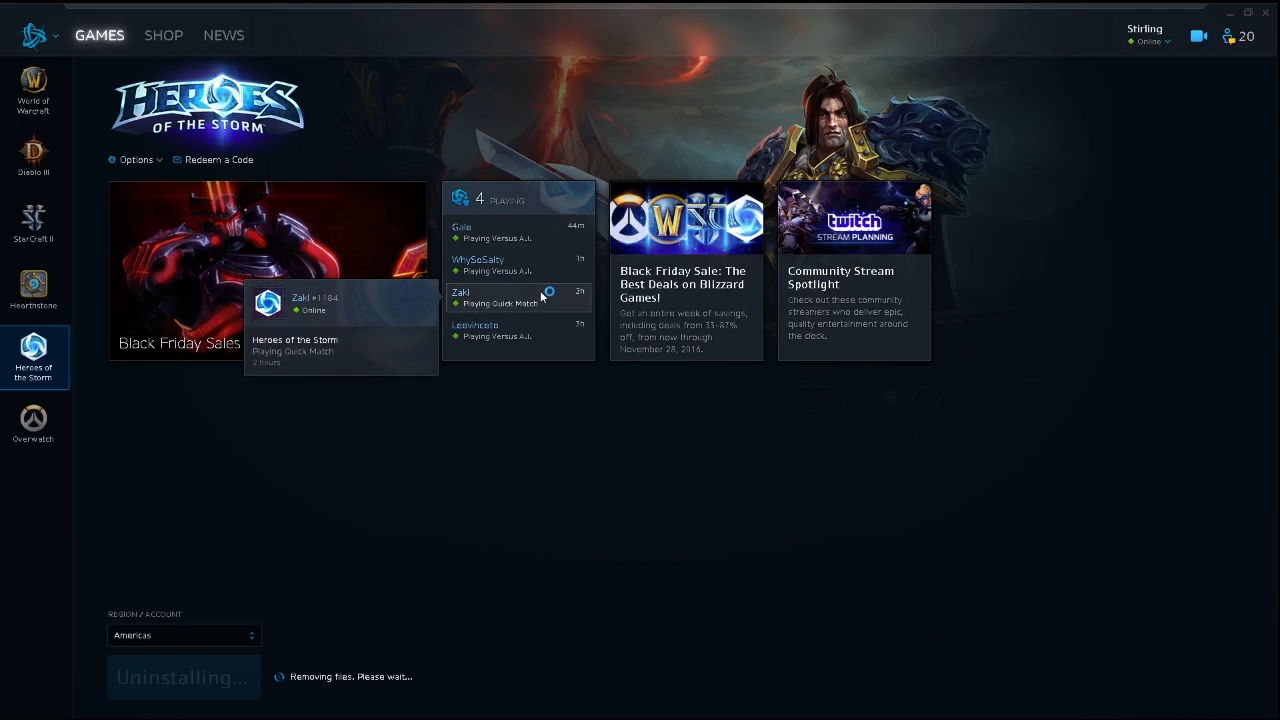 GAMES SHOP NEWS
Stirling
Online
20
World of
Warcraft
Diablo III
StarCraft II
Hearthstone
Heroes of
the Storm
Overwatch
HEROES
OF THE STORM
Options
Redeem a Code
Black Friday Sales
4 PLAYING
Gale 44m
Playing Versus A.I.
WhySoSalty 1h
Playing Versus A.I.
Zakl 2h
Playing Quick Match
Leevinceto 3h
Playing Versus A.I.
Zakl #1184
Online
Heroes of the Storm
Playing Quick Match
2 hours
Black Friday Sale: The
Best Deals on Blizzard
Games!
Get an entire week of savings,
including deals from 33-87%
off, from now through
November 28, 2016.
twitch
STREAM PLANNING
Community Stream
Spotlight
Check out these community
streamers who deliver epic,
quality entertainment around
the clock.
REGION / ACCOUNT
Americas
Uninstalling...
Removing files. Please wait...